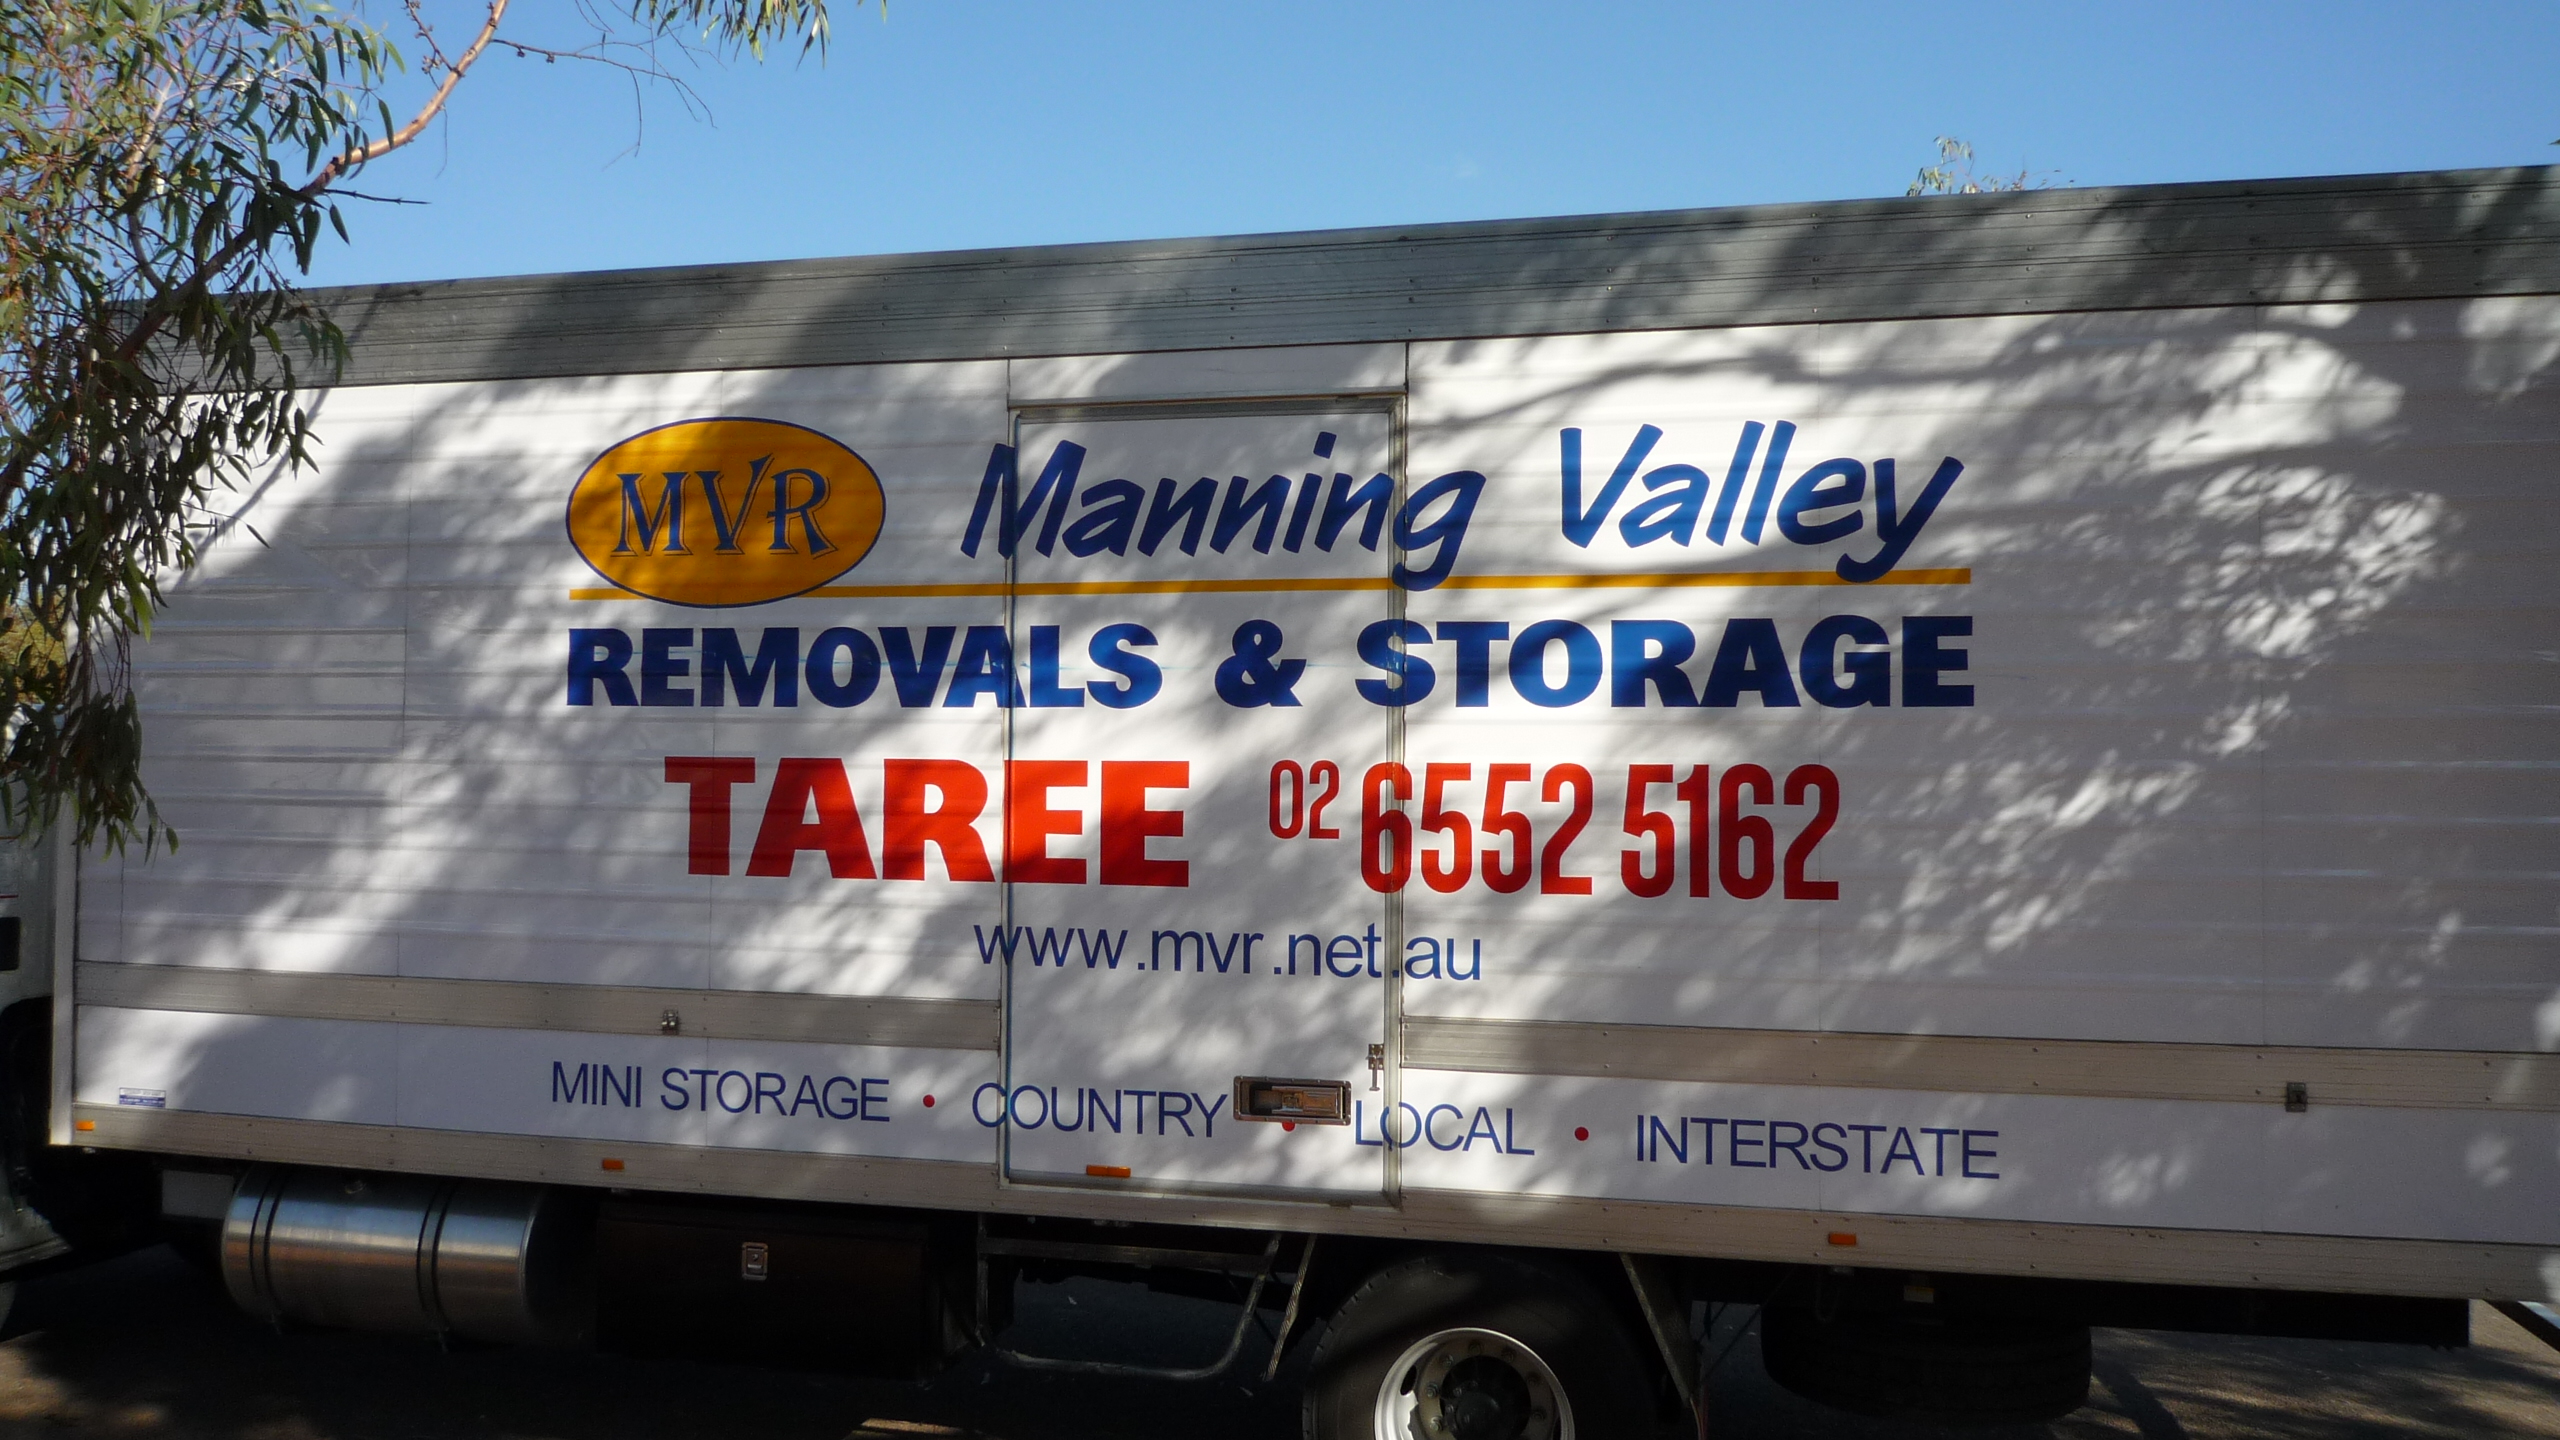 MVR Manning Valley
REMOVALS & STORAGE
TAREE 02 6552 5162
www.mvr.net.au
MINI STORAGE • COUNTRY • LOCAL • INTERSTATE